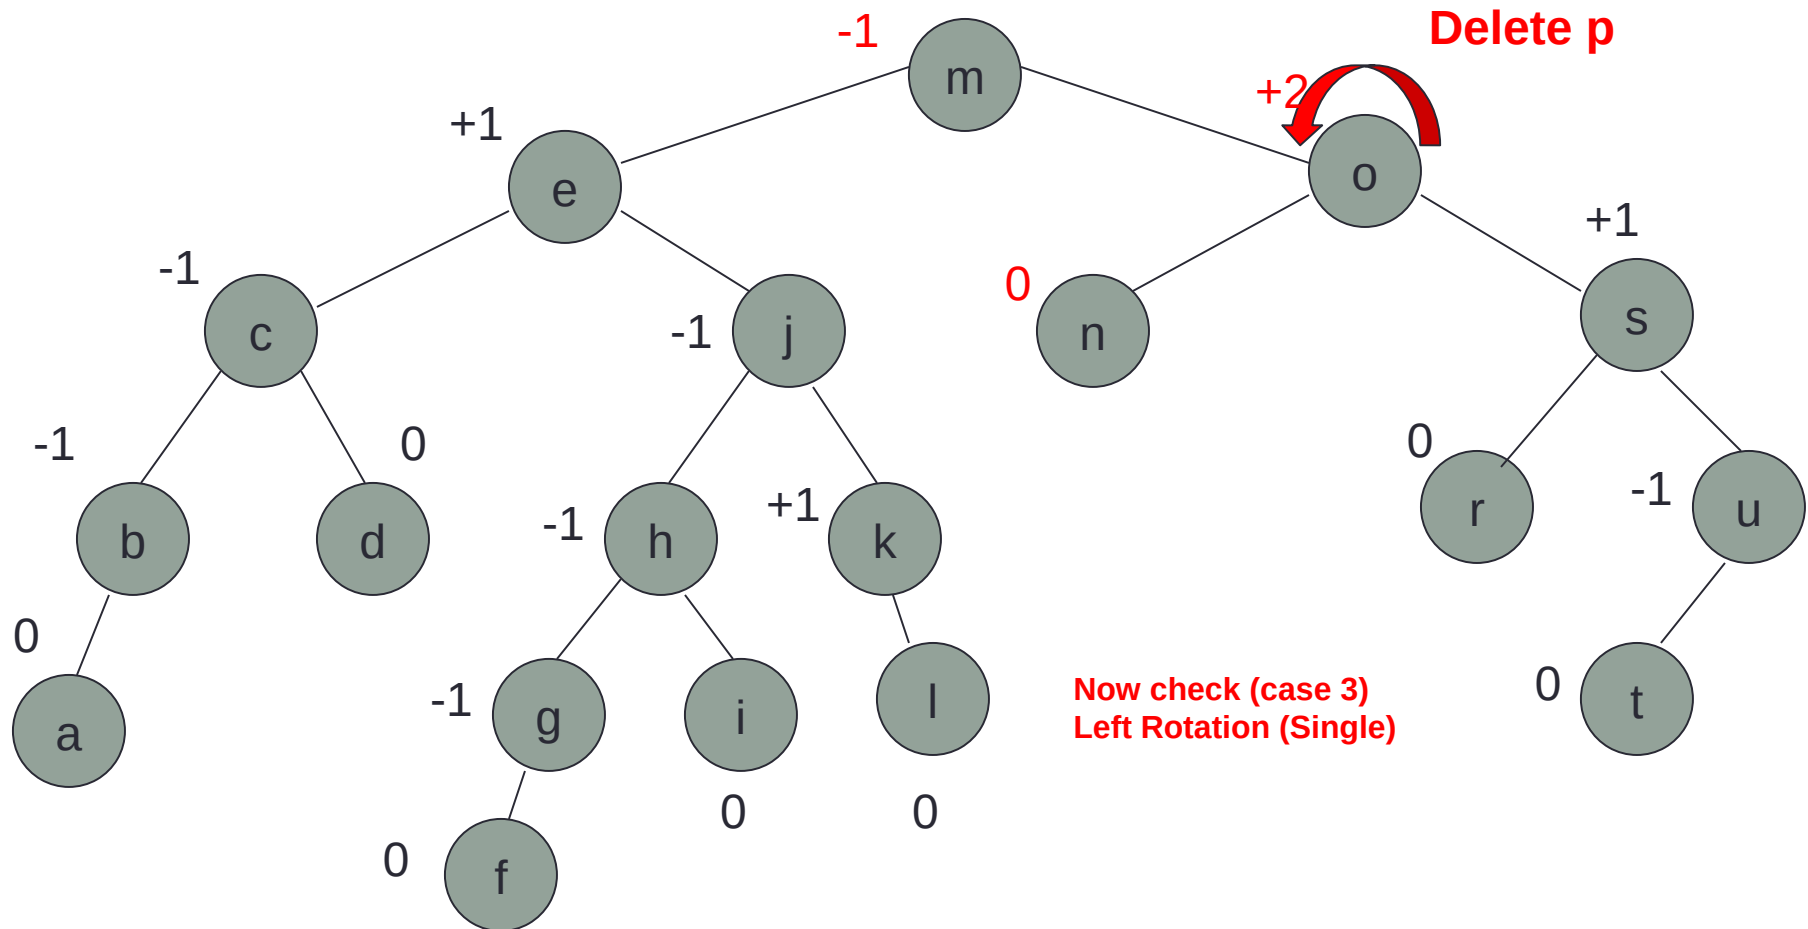 Delete p
-1
m
+2
+1
e
o
+1
-1
c
-1
j
0
n
s
-1
b
0
d
-1
h
+1
k
0
r
-1
u
0
a
-1
g
i
l
Now check (case 3)
Left Rotation (Single)
0
t
0
f
0
0